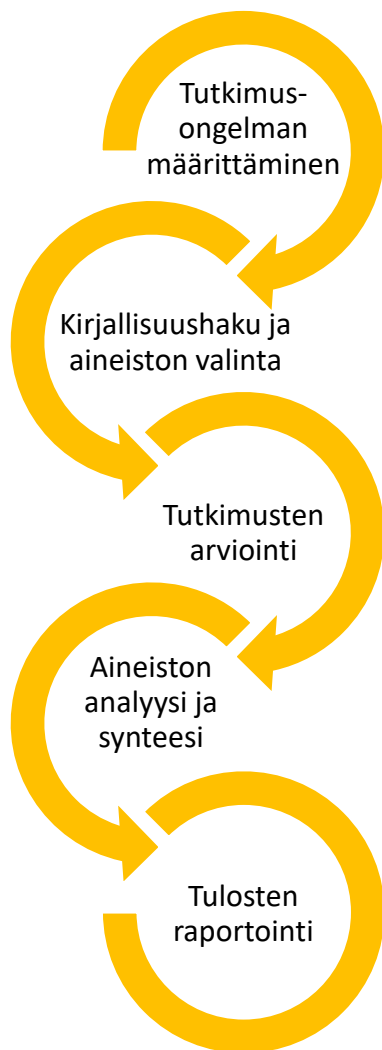 Tutkimus-
ongelman
määrittäminen
Kirjallisuushaku ja
aineiston valinta
Tutkimusten
arviointi
Aineiston
analyysi ja
synteesi
Tulosten
raportointi